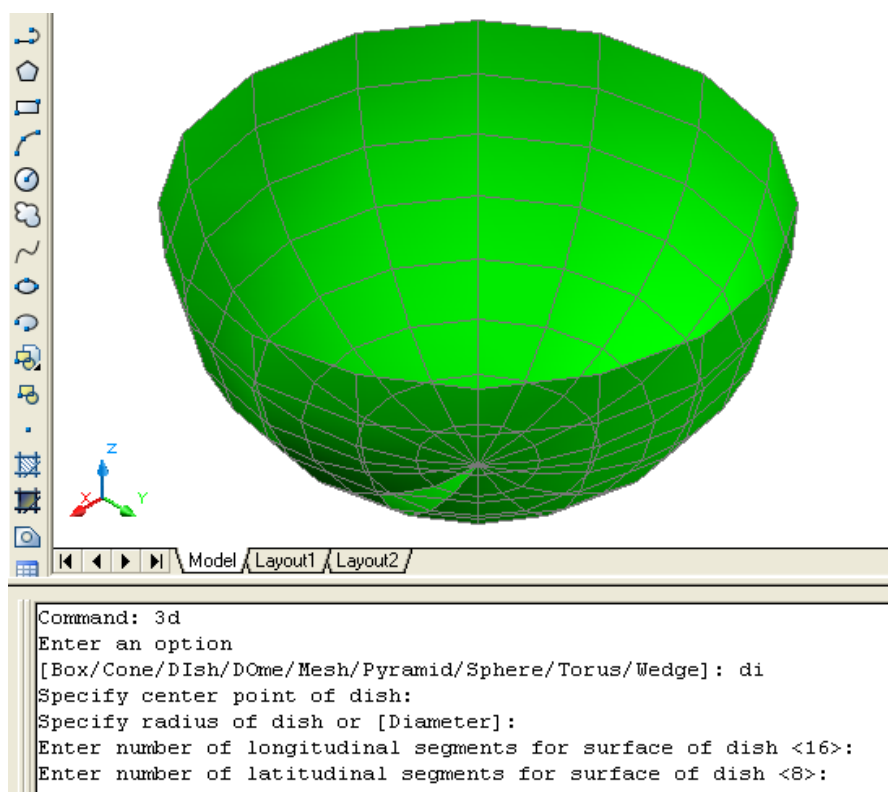 Z
X
Y
Model
Layout1
Layout2
Command: 3d
Enter an option
[Box/Cone/DIsh/DOme/Mesh/Pyramid/Sphere/Torus/Wedge]: di
Specify center point of dish:
Specify radius of dish or [Diameter]:
Enter number of longitudinal segments for surface of dish <16>:
Enter number of latitudinal segments for surface of dish <8>: